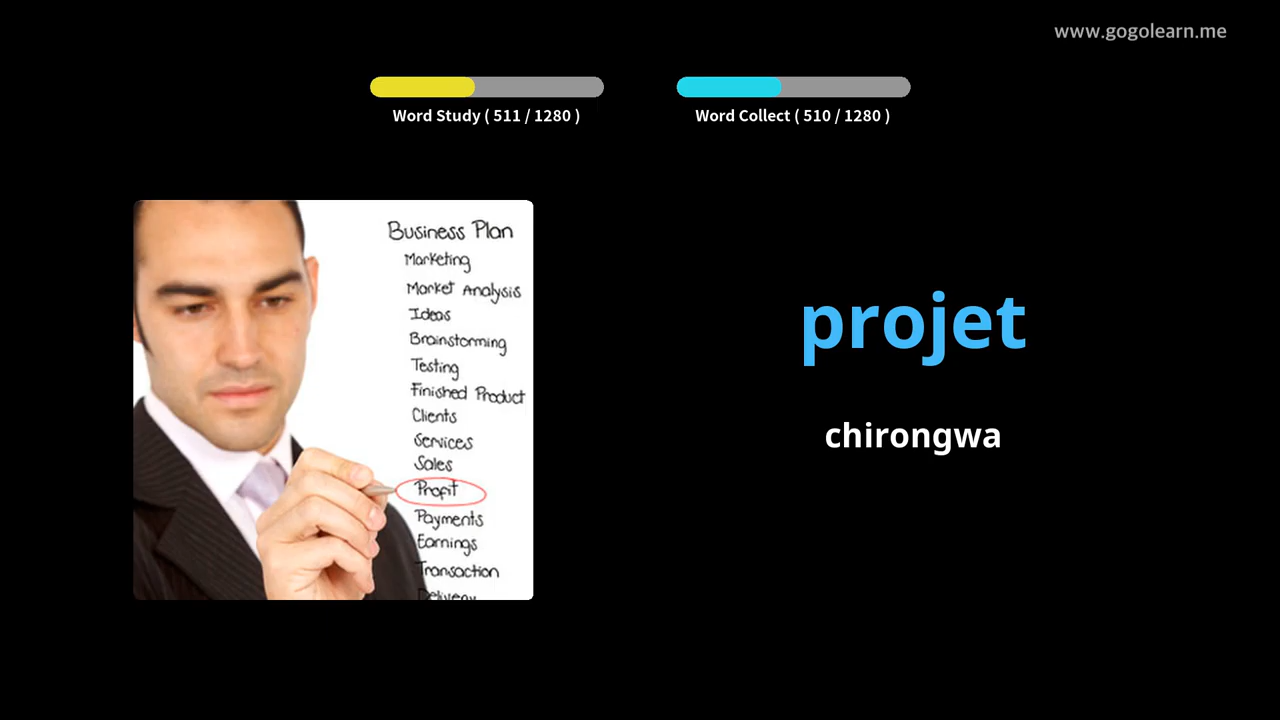 www.gogolearn.me
Word Study ( 511 / 1280 )
Word Collect ( 510 / 1280 )
Business Plan
Marketing
Market Analysis
Ideas
Brainstorming
Testing
Finished Product
Clients
Services
Sales
Profit
Payments
Earnings
Transaction
Delivery
projet
chirongwa